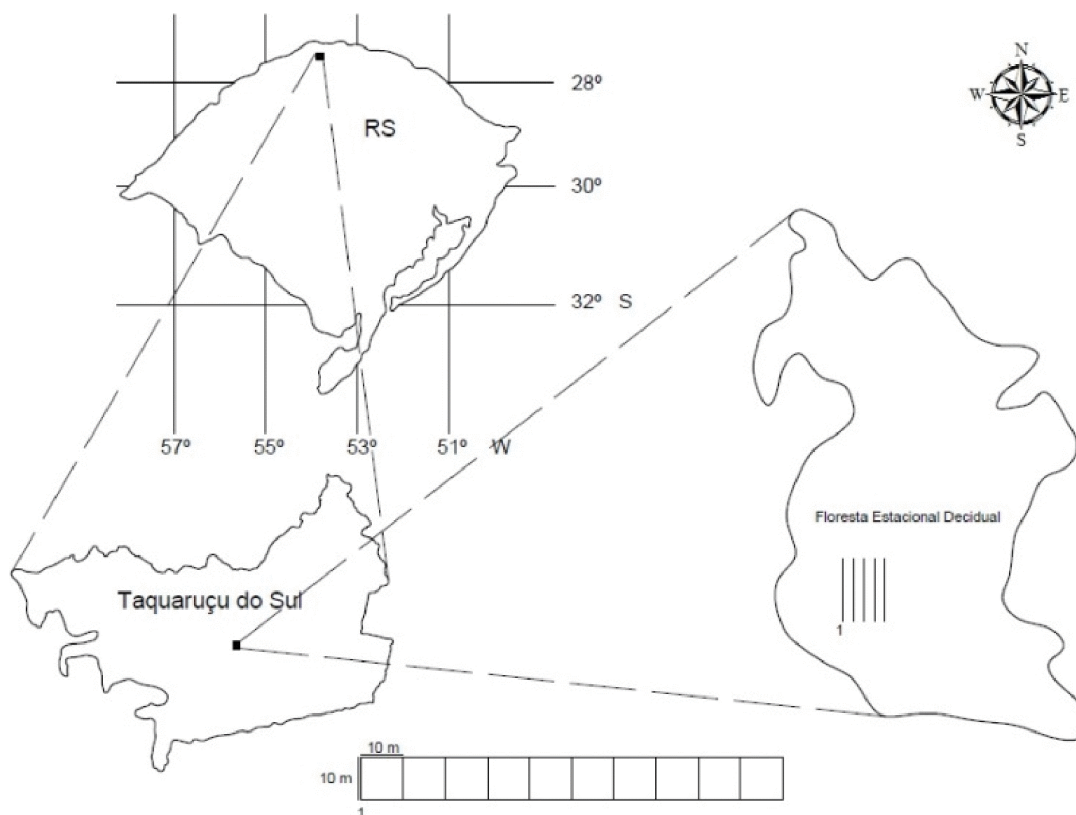 N
W E
S
28º
RS
30º
32º S
57º 55º 53º 51º W
Floresta Estacional Decidual
Taquaruçu do Sul
1
10 m
10 m
1